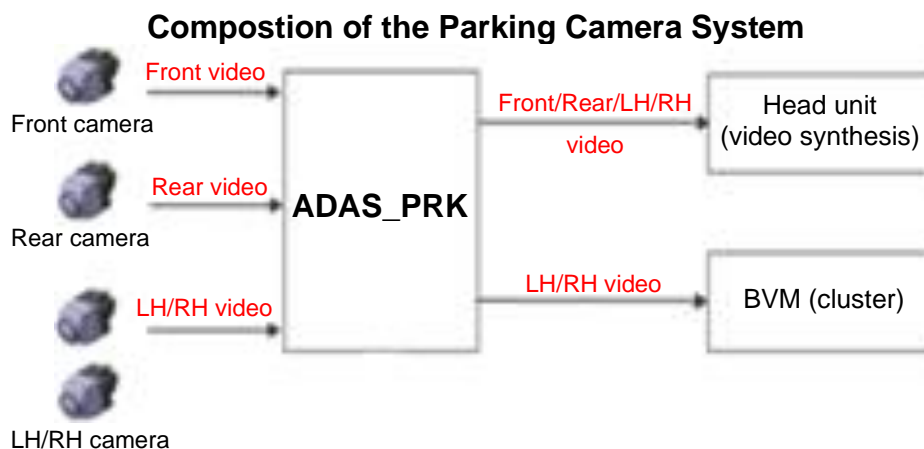 Compostion of the Parking Camera System
Front video
Front camera
Rear video
Rear camera
LH/RH video
LH/RH camera
ADAS_PRK
Front/Rear/LH/RH
video
LH/RH video
Head unit
(video synthesis)
BVM (cluster)